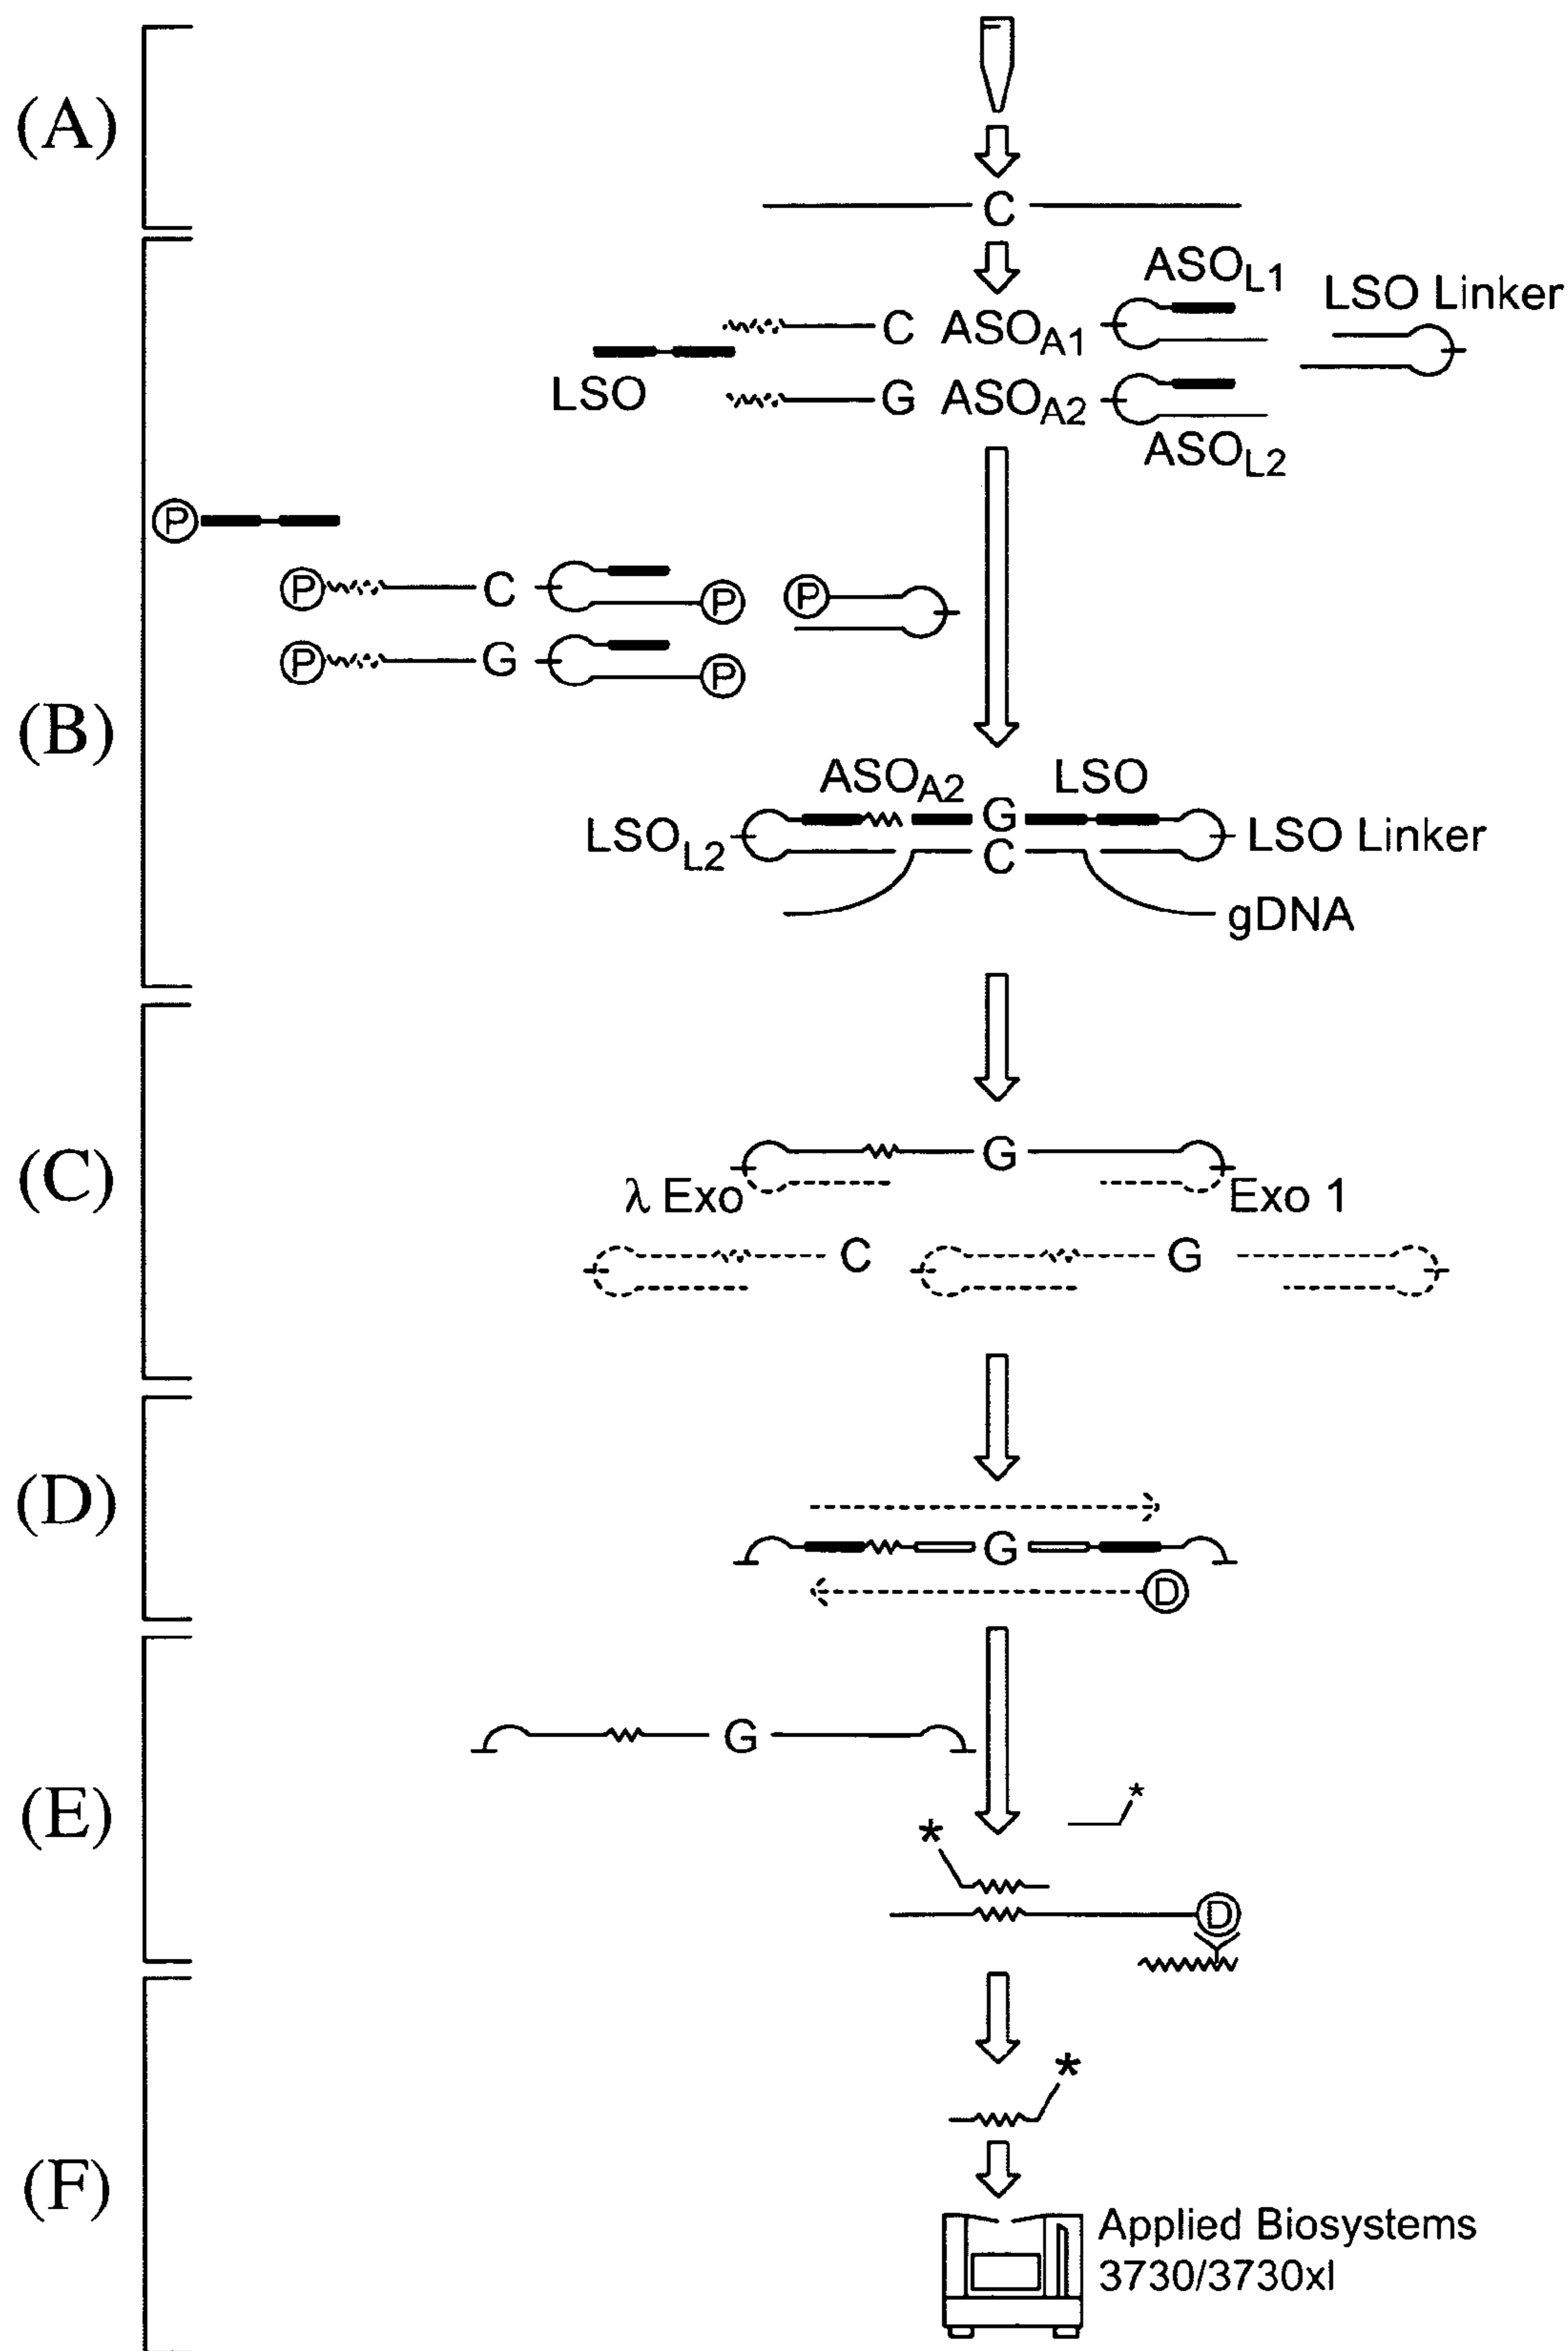 (A)
C
ASO_L1
LSO Linker
C ASO_A1
LSO
G ASO_A2
ASO_L2
P
P C P P
P G P
(B)
ASO_A2 LSO
G
LSO_L2 LSO Linker
C
gDNA
(C)
G
λ Exo Exo 1
C G
(D)
G
D
(E)
G
*
*
D
(F)
*
Applied Biosystems
3730/3730xl